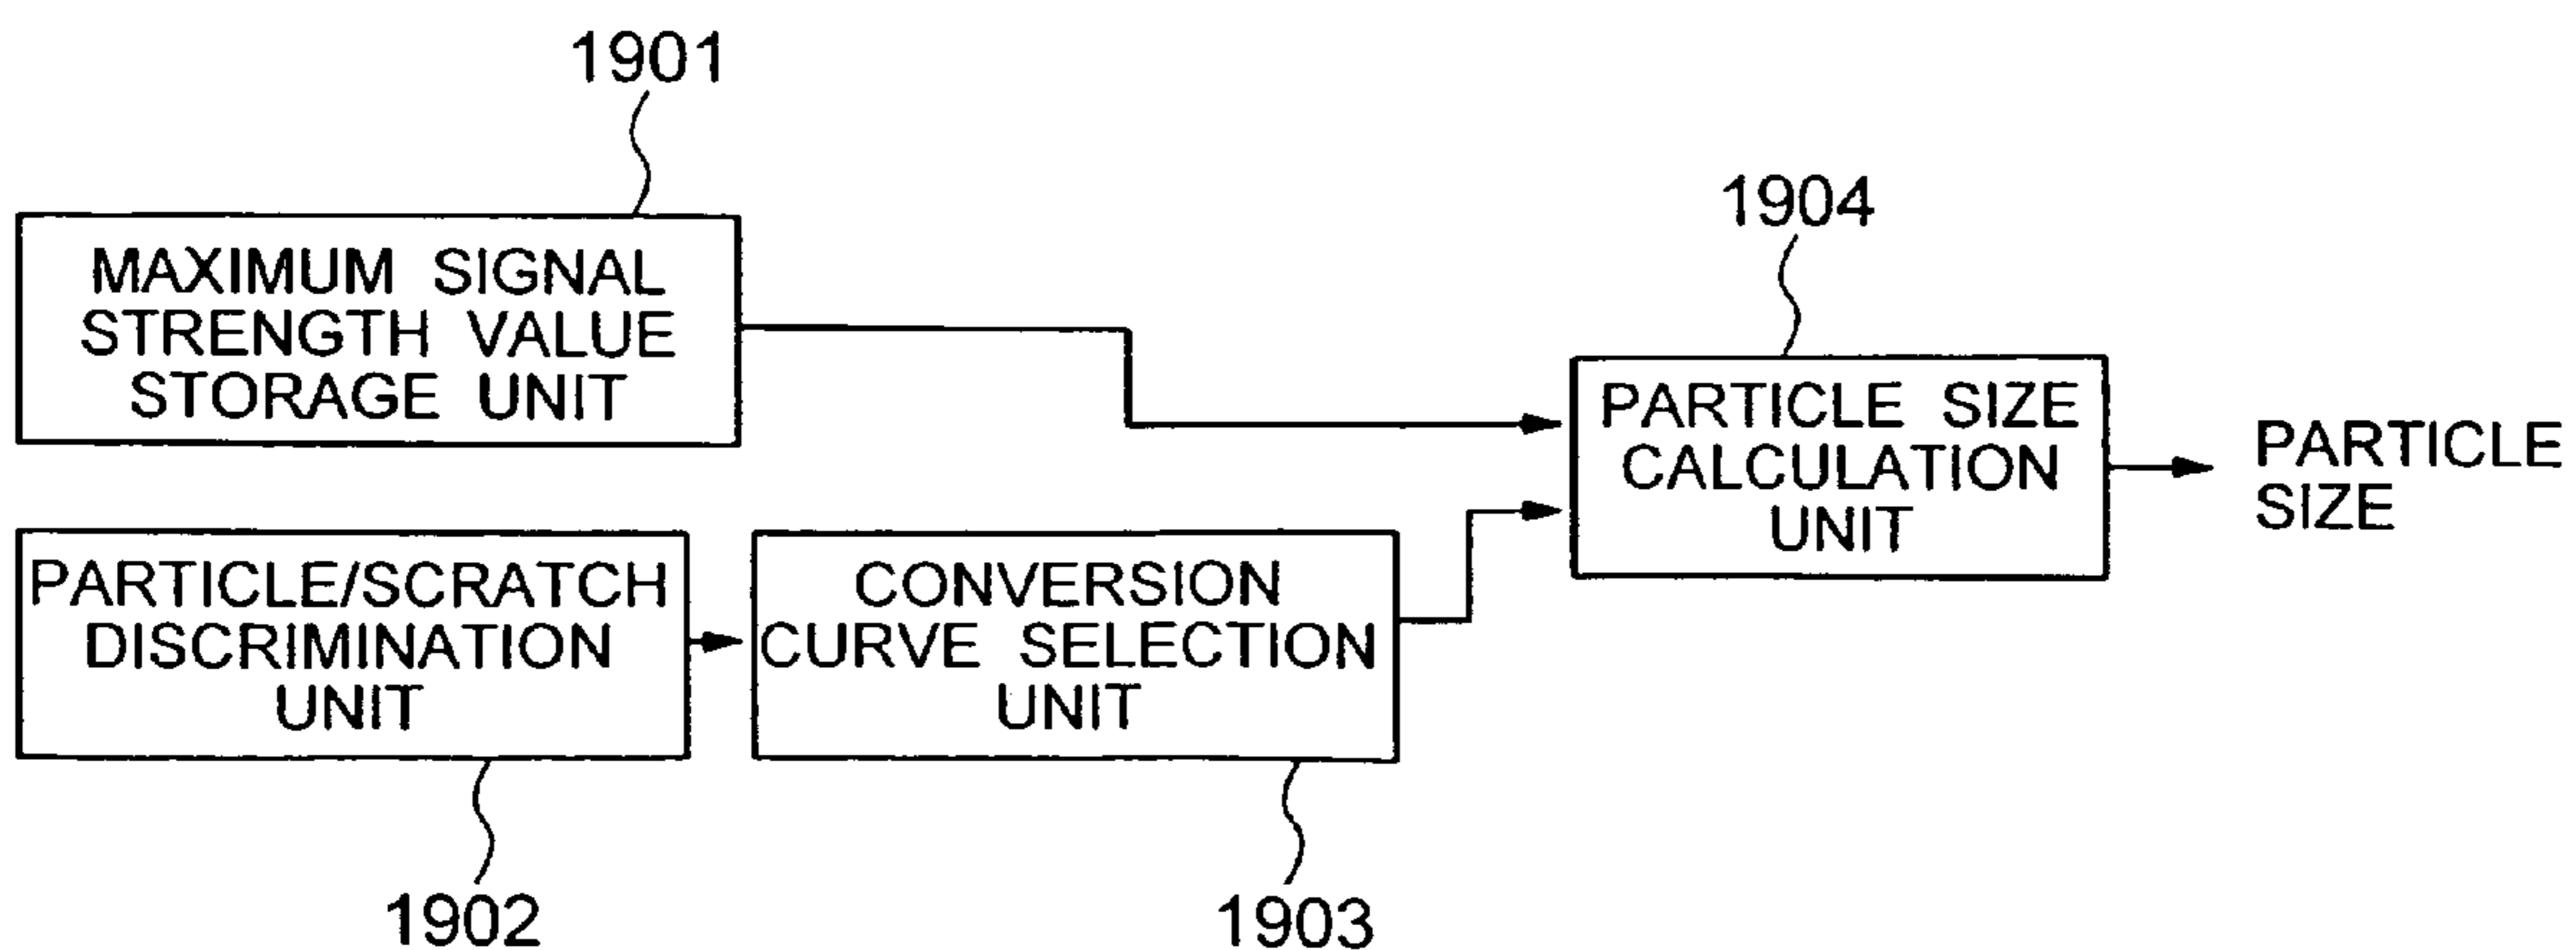 1901
MAXIMUM SIGNAL
STRENGTH VALUE
STORAGE UNIT
1904
PARTICLE SIZE
CALCULATION
UNIT
PARTICLE
SIZE
PARTICLE/SCRATCH
DISCRIMINATION
UNIT
CONVERSION
CURVE SELECTION
UNIT
1902
1903